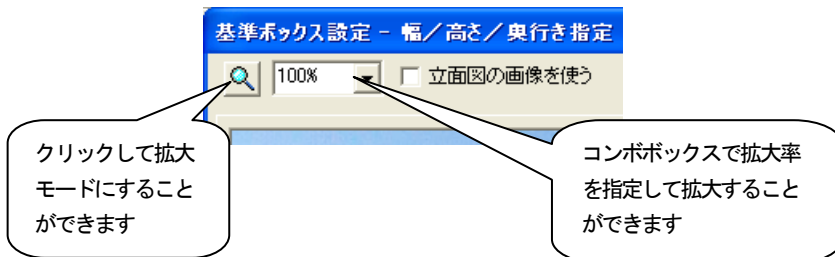 基準ボックス設定 - 幅／高さ／奥行き指定
100%
立面図の画像を使う
クリックして拡大
モードにすること
ができます
コンボボックスで拡大率
を指定して拡大すること
ができます